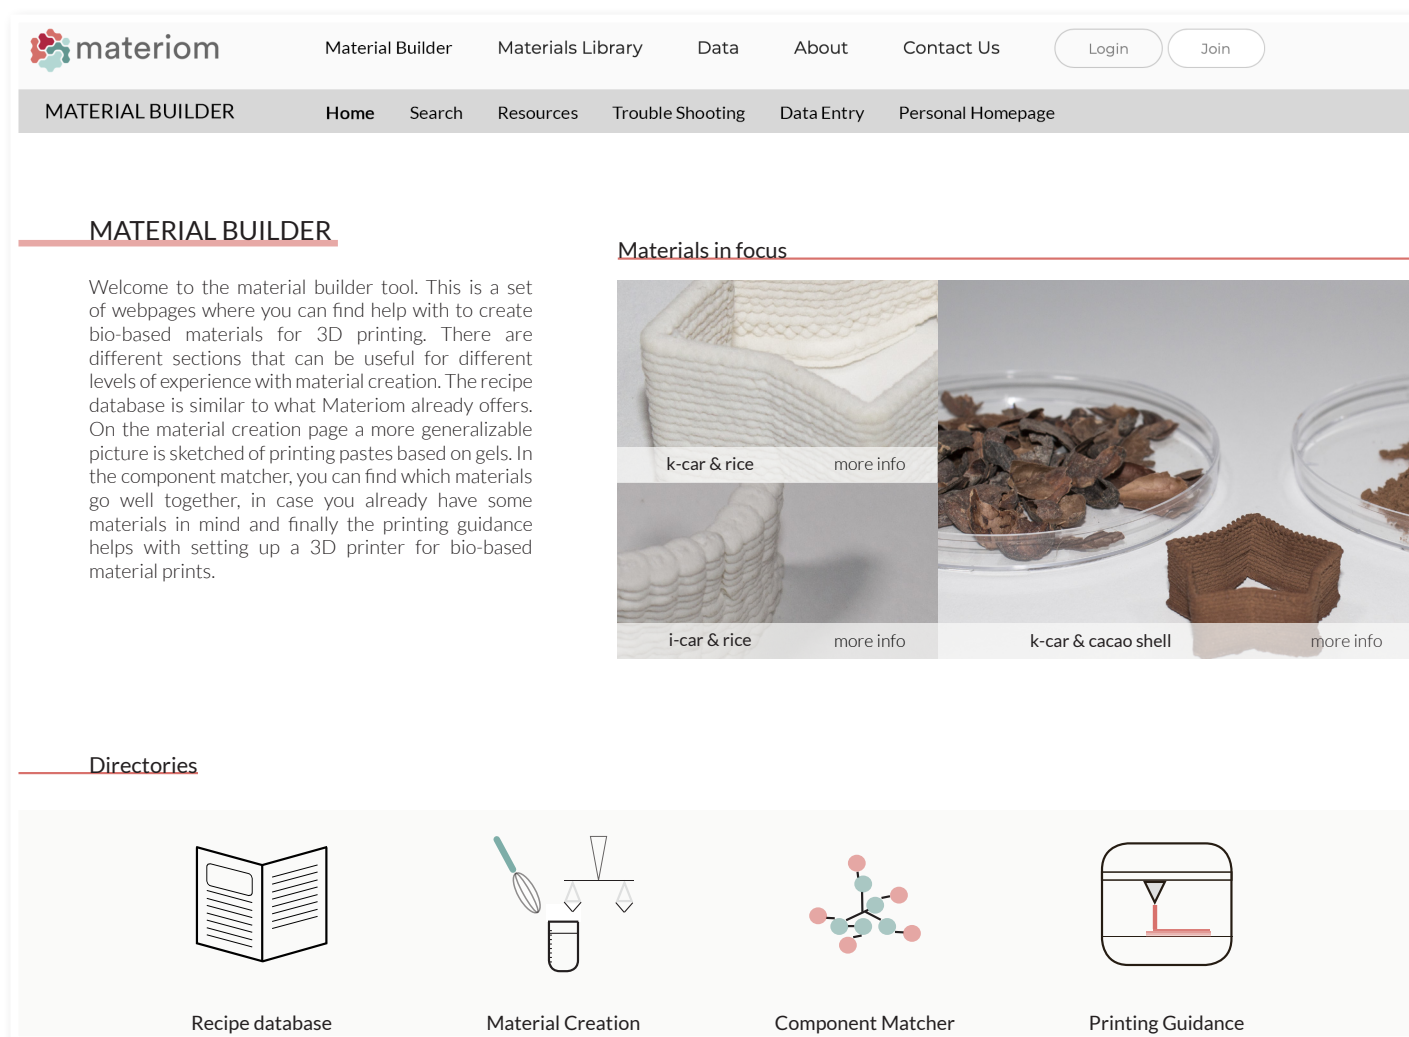 materiom
Material Builder Materials Library Data About Contact Us Login Join
MATERIAL BUILDER Home Search Resources Trouble Shooting Data Entry Personal Homepage
MATERIAL BUILDER
Welcome to the material builder tool. This is a set
of webpages where you can find help with to create
bio-based materials for 3D printing. There are
different sections that can be useful for different
levels of experience with material creation. The recipe
database is similar to what Materiom already offers.
On the material creation page a more generalizable
picture is sketched of printing pastes based on gels. In
the component matcher, you can find which materials
go well together, in case you already have some
materials in mind and finally the printing guidance
helps with setting up a 3D printer for bio-based
material prints.
Materials in focus
k-car & rice more info
i-car & rice more info
k-car & cacao shell more info
Directories
Recipe database
Material Creation
Component Matcher
Printing Guidance